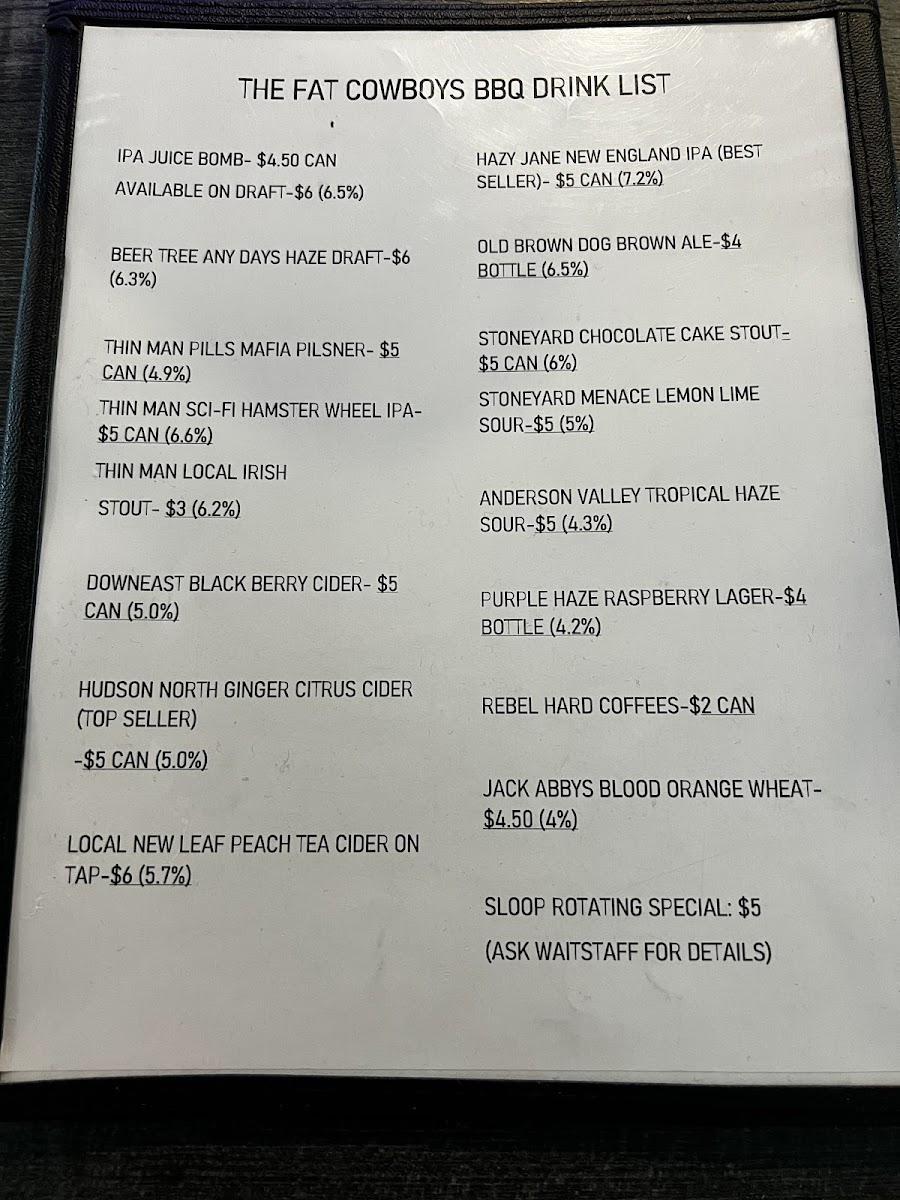 THE FAT COWBOYS BBQ DRINK LIST
IPA JUICE BOMB- $4.50 CAN
AVAILABLE ON DRAFT-$6 (6.5%)
BEER TREE ANY DAYS HAZE DRAFT-$6
(6.3%)
THIN MAN PILLS MAFIA PILSNER- $5
CAN (4.9%)
THIN MAN SCI-FI HAMSTER WHEEL IPA-
$5 CAN (6.6%)
THIN MAN LOCAL IRISH
STOUT- $3 (6.2%)
DOWNEAST BLACK BERRY CIDER- $5
CAN (5.0%)
HUDSON NORTH GINGER CITRUS CIDER
(TOP SELLER)
-$5 CAN (5.0%)
LOCAL NEW LEAF PEACH TEA CIDER ON
TAP-$6 (5.7%)
HAZY JANE NEW ENGLAND IPA (BEST
SELLER)- $5 CAN (7.2%)
OLD BROWN DOG BROWN ALE-$4
BOTTLE (6.5%)
STONEYARD CHOCOLATE CAKE STOUT-
$5 CAN (6%)
STONEYARD MENACE LEMON LIME
SOUR-$5 (5%)
ANDERSON VALLEY TROPICAL HAZE
SOUR-$5 (4.3%)
PURPLE HAZE RASPBERRY LAGER-$4
BOTTLE (4.2%)
REBEL HARD COFFEES-$2 CAN
JACK ABBYS BLOOD ORANGE WHEAT-
$4.50 (4%)
SLOOP ROTATING SPECIAL: $5
(ASK WAITSTAFF FOR DETAILS)